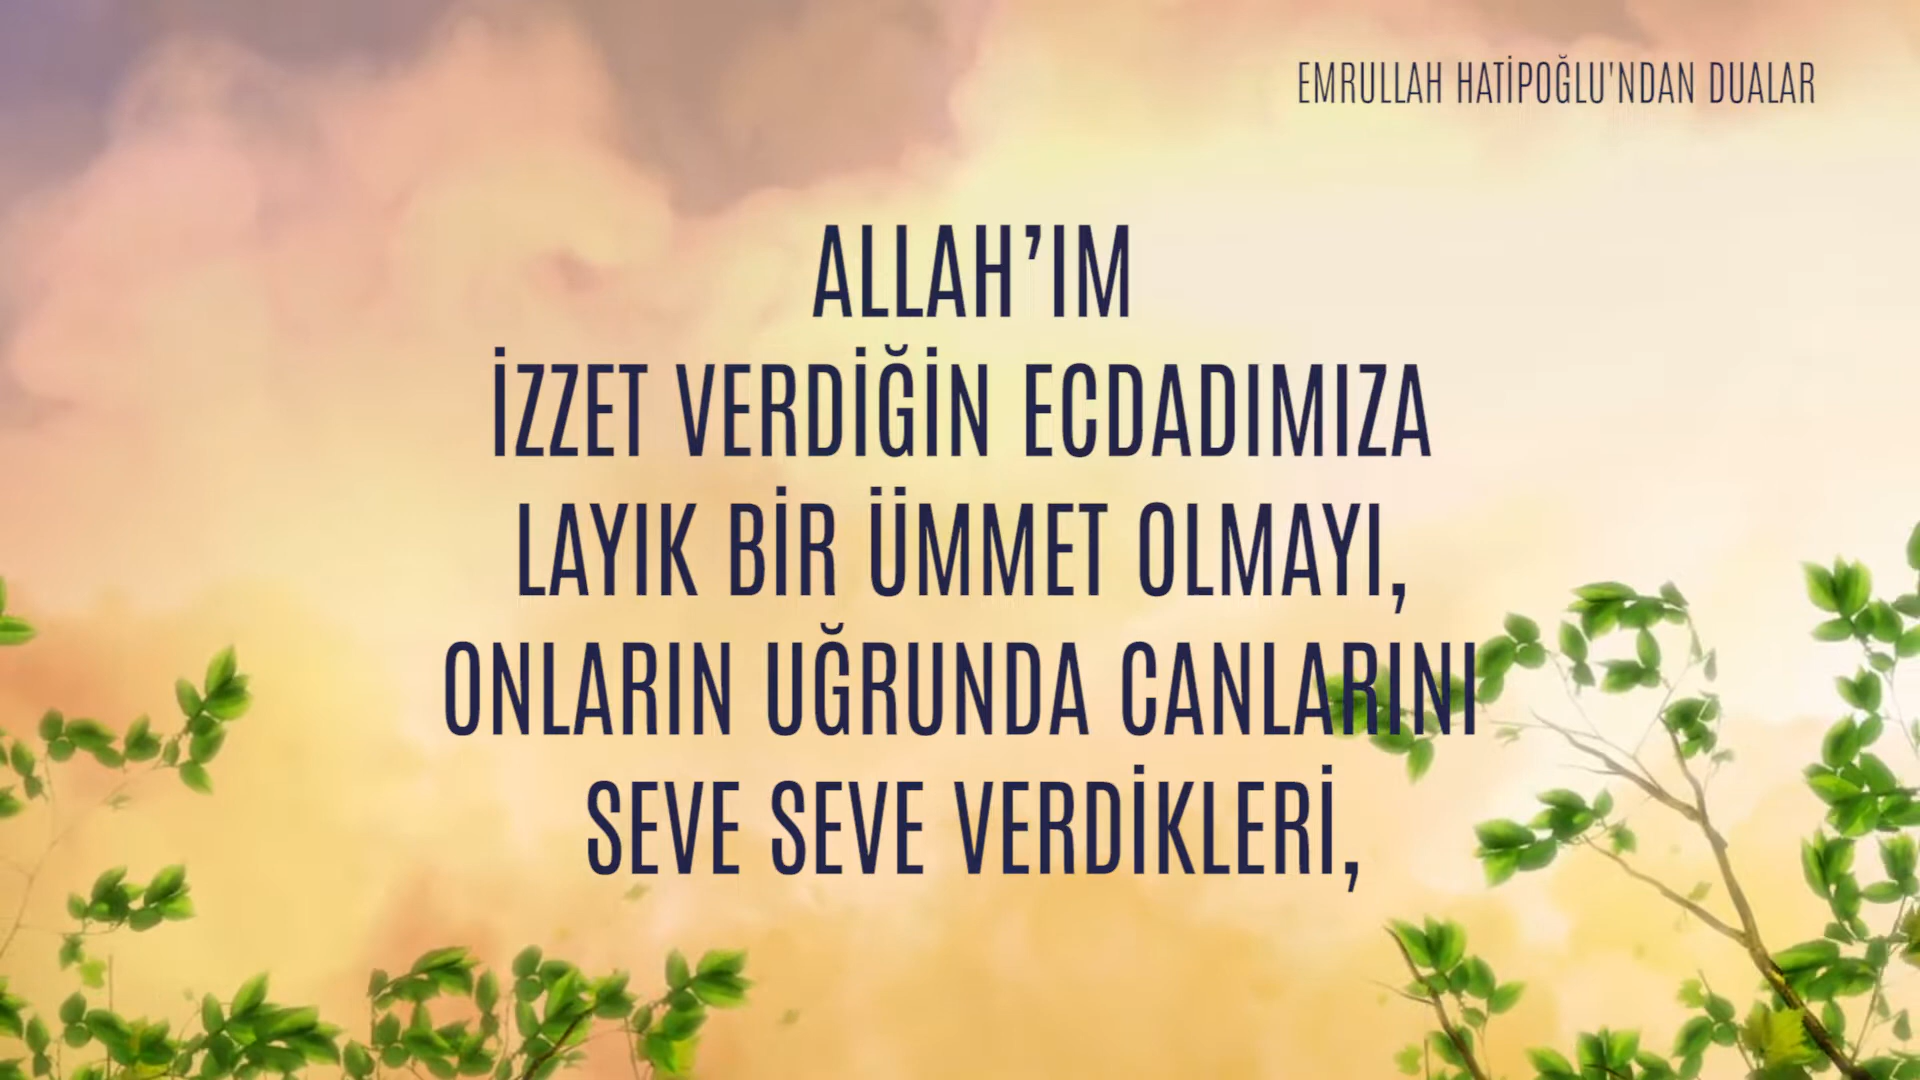 EMRULLAH HATİPOĞLU'NDAN DUALAR
ALLAH’IM
İZZET VERDİĞİN ECDADIMIZA
LAYIK BİR ÜMMET OLMAYI,
ONLARIN UĞRUNDA CANLARINI
SEVE SEVE VERDİKLERİ,